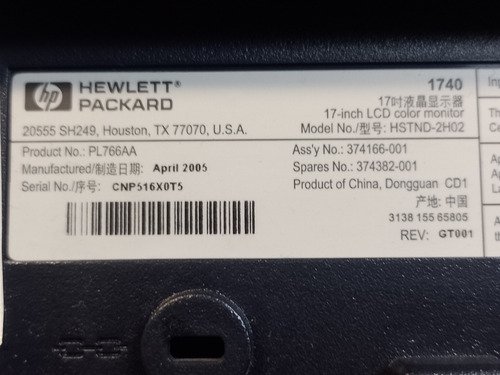 hp HEWLETT® PACKARD
20555 SH249, Houston, TX 77070, U.S.A.
1740
17吋液晶显示器
17-inch LCD color monitor
Model No./型号: HSTND-2H02
Product No.: PL766AA
Manufactured/制造日期: April 2005
Serial No./序号: CNP516X0T5
Ass'y No.: 374166-001
Spares No.: 374382-001
Product of China, Dongguan CD1
产地: 中国
3138 155 65805
REV: GT001